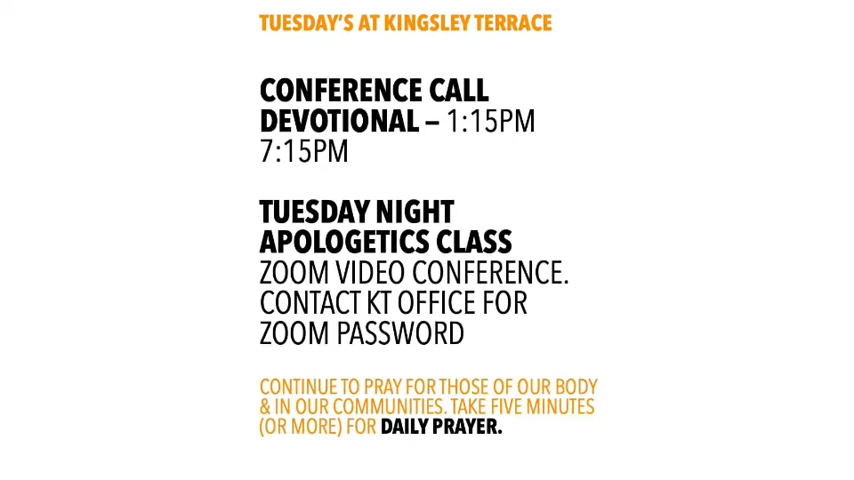 TUESDAY'S AT KINGSLEY TERRACE
CONFERENCE CALL
DEVOTIONAL – 1:15PM
7:15PM
TUESDAY NIGHT
APOLOGETICS CLASS
ZOOM VIDEO CONFERENCE.
CONTACT KT OFFICE FOR
ZOOM PASSWORD
CONTINUE TO PRAY FOR THOSE OF OUR BODY
& IN OUR COMMUNITIES. TAKE FIVE MINUTES
(OR MORE) FOR DAILY PRAYER.